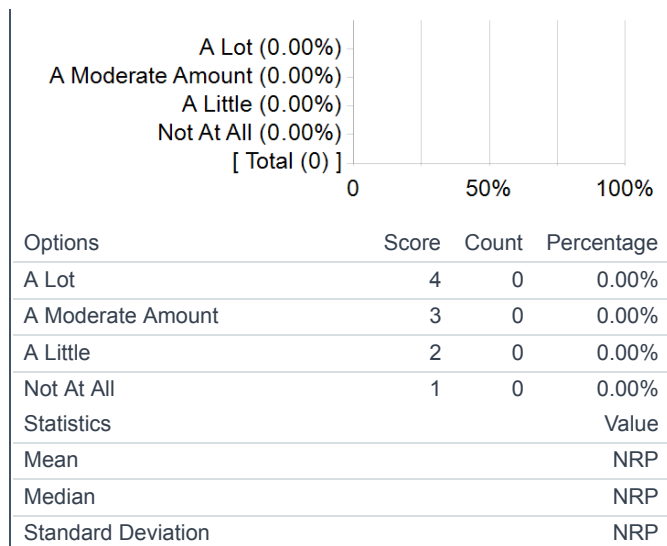 A Lot (0.00%)
A Moderate Amount (0.00%)
A Little (0.00%)
Not At All (0.00%)
[ Total (0) ]
0 50% 100%
Options Score Count Percentage
A Lot 4 0 0.00%
A Moderate Amount 3 0 0.00%
A Little 2 0 0.00%
Not At All 1 0 0.00%
Statistics Value
Mean NRP
Median NRP
Standard Deviation NRP